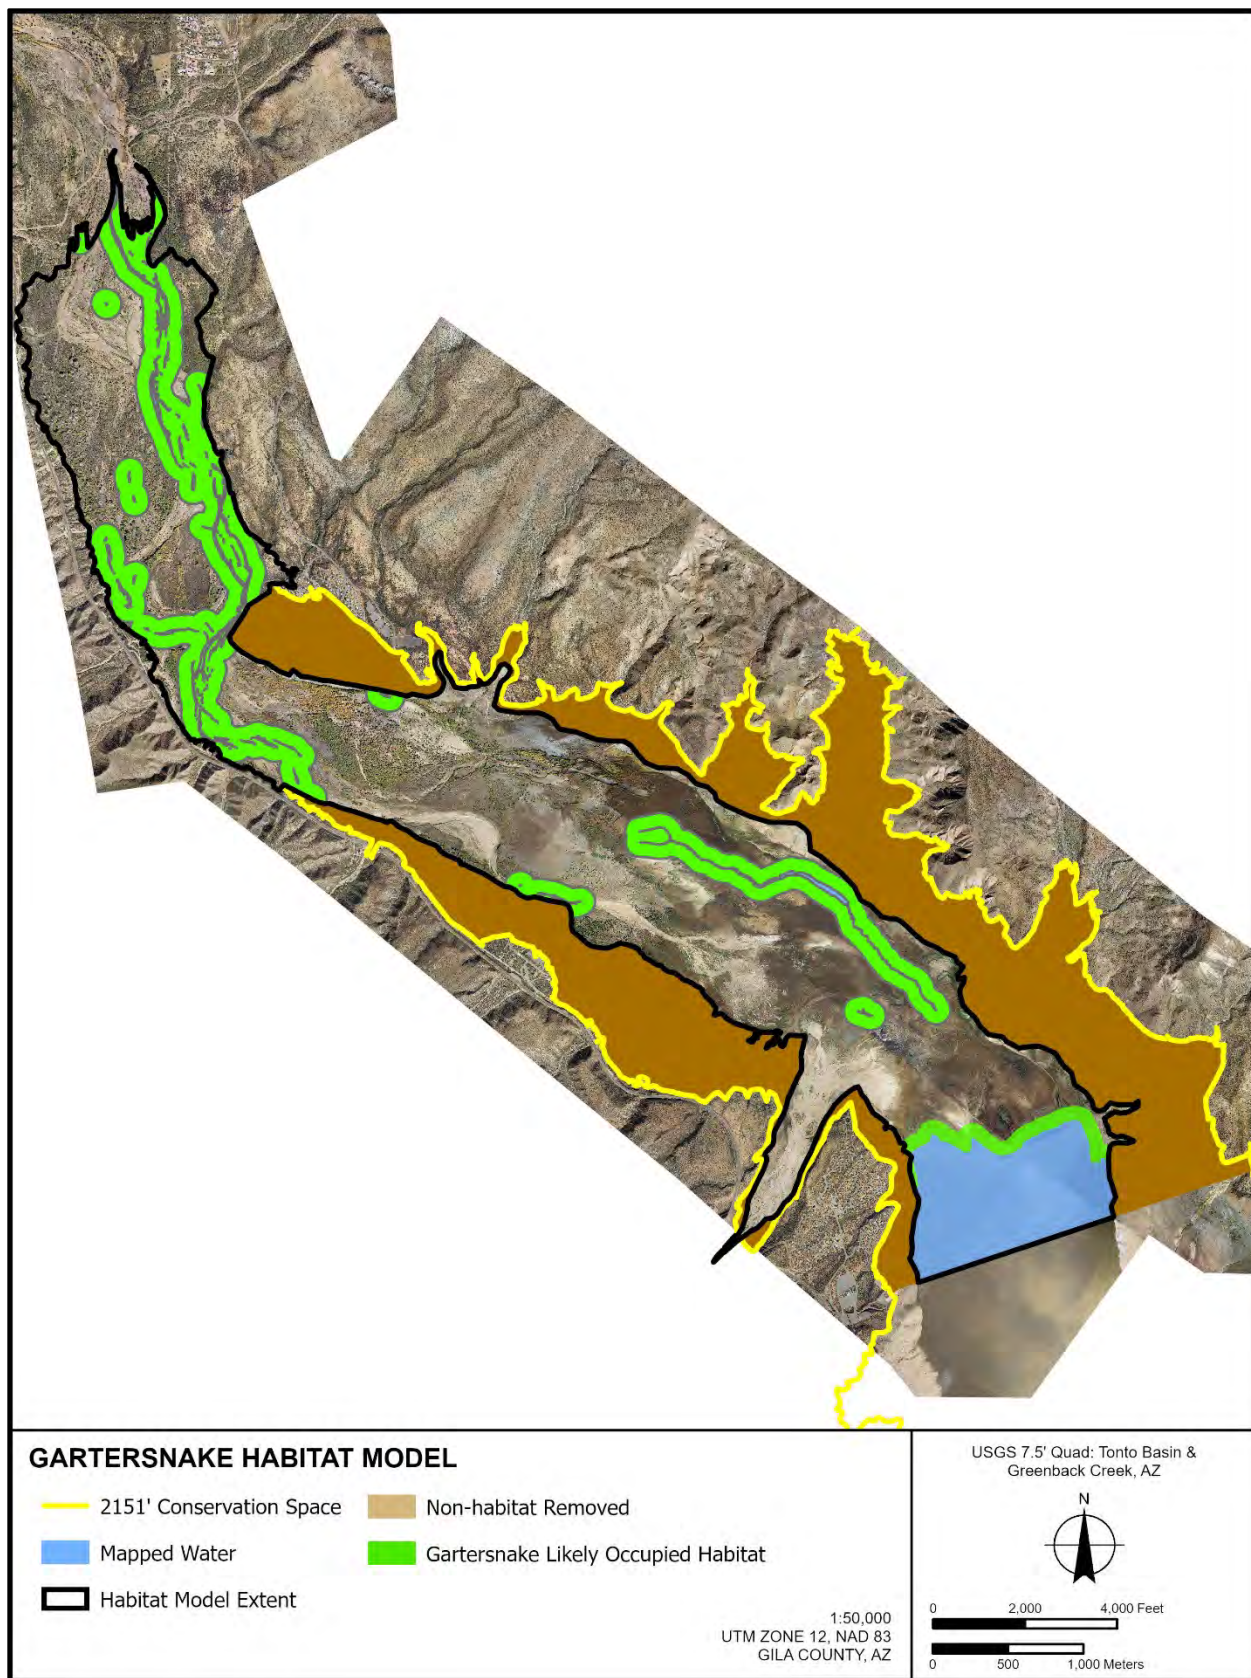 GARTERSNAKE HABITAT MODEL
2151' Conservation Space
Non-habitat Removed
Mapped Water
Gartersnake Likely Occupied Habitat
Habitat Model Extent
1:50,000
UTM ZONE 12, NAD 83
GILA COUNTY, AZ
USGS 7.5' Quad: Tonto Basin &
Greenback Creek, AZ
N
0 2,000 4,000 Feet
0 500 1,000 Meters